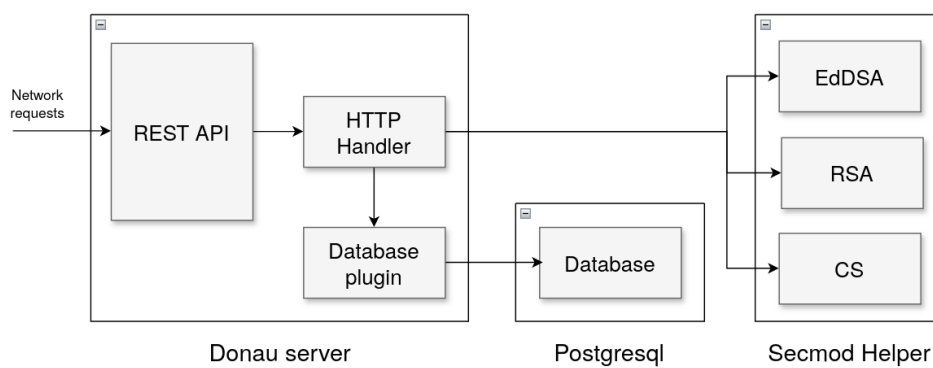 Network
requests
REST API
HTTP
Handler
Database
plugin
Database
EdDSA
RSA
CS
Donau server
Postgresql
Secmod Helper